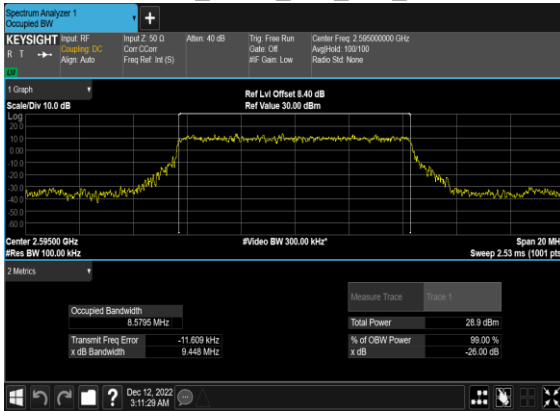 Spectrum Analyzer 1
Occupied BW
+
KEYSIGHT
R T
LXI
Input: RF
Coupling: DC
Align: Auto
Input Z: 50 Ω
Corr CCorr
Freq Ref: Int (S)
Atten: 40 dB
Trig: Free Run
Gate: Off
#IF Gain: Low
Center Freq: 2.595000000 GHz
Avg|Hold: 100/100
Radio Std: None
1 Graph
Scale/Div 10.0 dB
Ref Lvl Offset 8.40 dB
Ref Value 30.00 dBm
Log
20.0
10.0
0.00
-10.0
-20.0
-30.0
-40.0
-50.0
-60.0
Center 2.59500 GHz
#Res BW 100.00 kHz
#Video BW 300.00 kHz*
Span 20 MH
Sweep 2.53 ms (1001 pts
2 Metrics
Measure Trace
Trace 1
Occupied Bandwidth
8.5795 MHz
Total Power
28.9 dBm
Transmit Freq Error
-11.609 kHz
% of OBW Power
99.00 %
x dB Bandwidth
9.448 MHz
x dB
-26.00 dB
?
Dec 12, 2022
3:11:29 AM